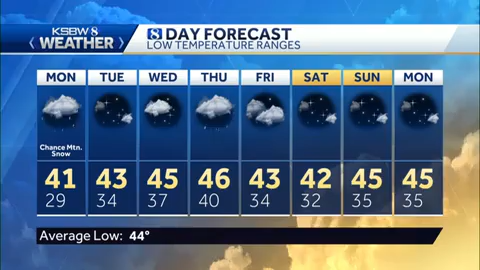 KSBW 8
WEATHER
8 DAY FORECAST
LOW TEMPERATURE RANGES
MON TUE WED THU FRI SAT SUN MON
Chance Mtn.
Snow
41 43 45 46 43 42 45 45
29 34 37 40 34 32 35 35
Average Low: 44°